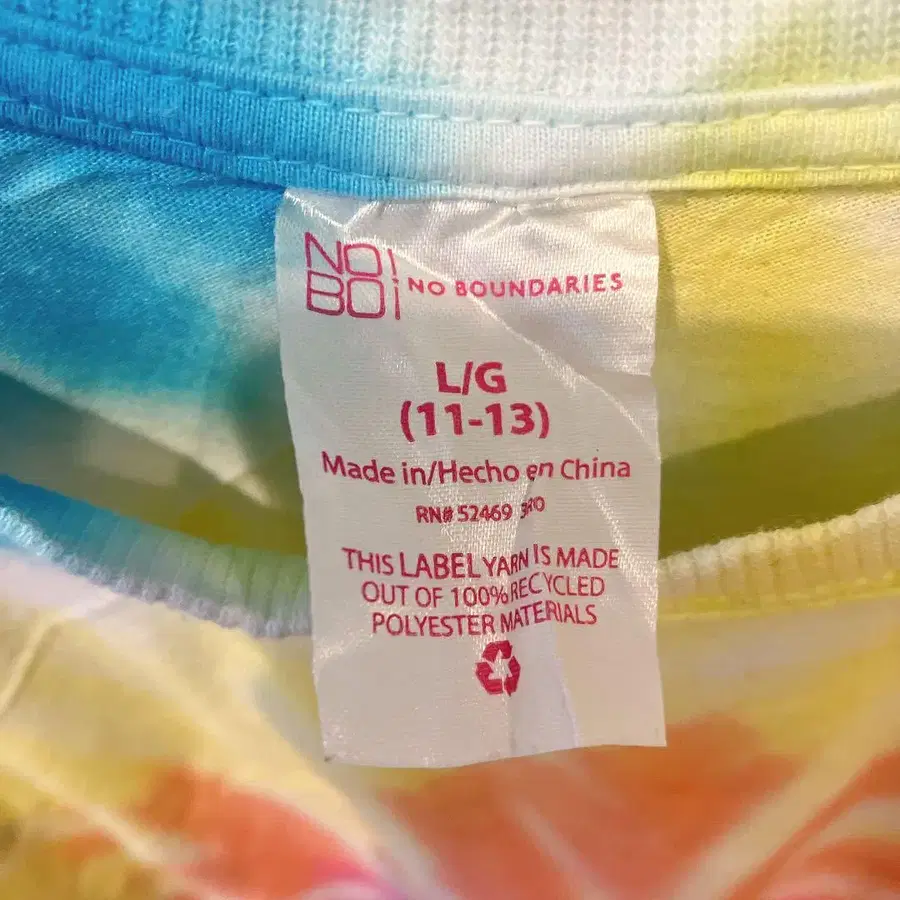 NO!
BO¡
NO BOUNDARIES
L/G
(11-13)
Made in/Hecho en China
RN# 52469
THIS LABEL YARN IS MADE
OUT OF 100% RECYCLED
POLYESTER MATERIALS